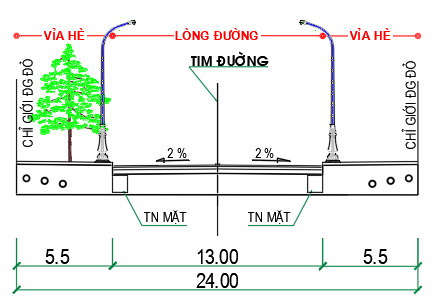 VỈA HÈ
LÒNG ĐƯỜNG
VỈA HÈ
TIM ĐƯỜNG
CHỈ GIỚI ĐG ĐỎ
CHỈ GIỚI ĐG ĐỎ
2 %
2 %
TN MẶT
TN MẶT
5.5
13.00
5.5
24.00